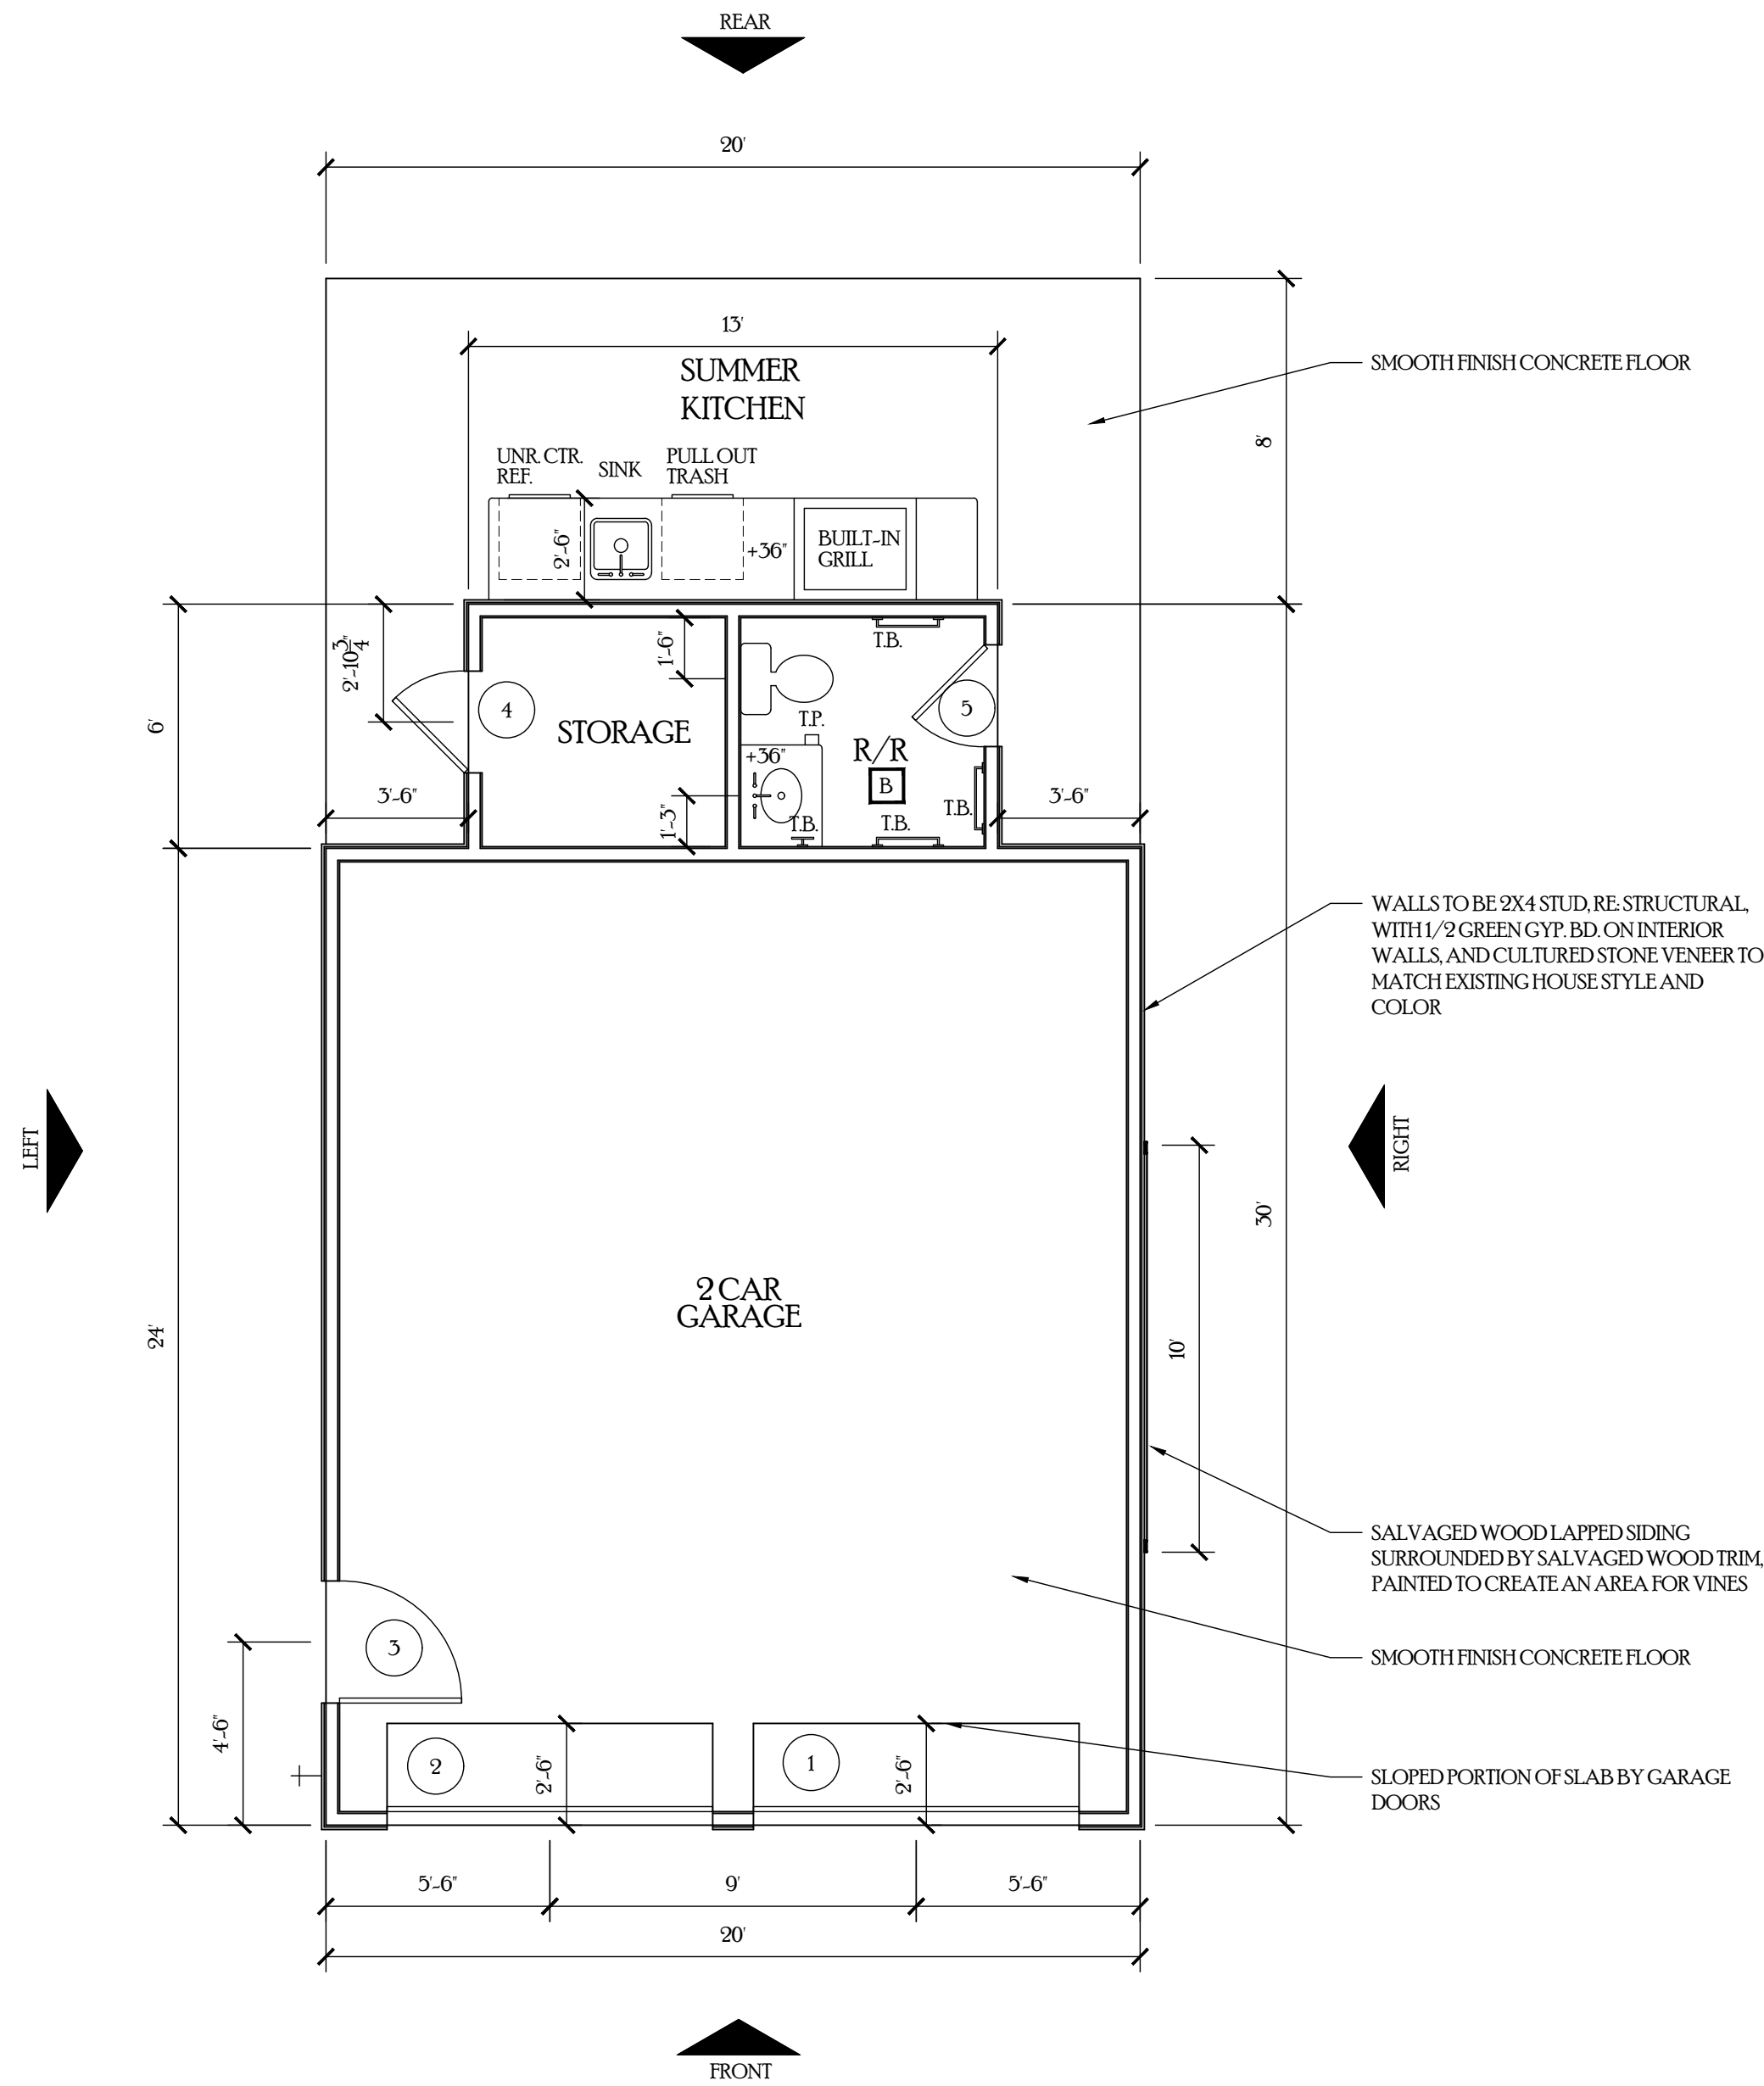 REAR
20'
13'
SUMMER
KITCHEN
SMOOTH FINISH CONCRETE FLOOR
8'
UNR. CTR.
REF.
SINK
PULL OUT
TRASH
2'-6"
+36"
BUILT-IN
GRILL
2'-10 3/4"
1'-6"
T.B.
6'
4
STORAGE
T.P.
5
R/R
+36"
B
3'-6"
1'-3"
T.B.
T.B.
T.B.
3'-6"
WALLS TO BE 2X4 STUD, RE: STRUCTURAL,
WITH 1/2 GREEN GYP. BD. ON INTERIOR
WALLS, AND CULTURED STONE VENEER TO
MATCH EXISTING HOUSE STYLE AND
COLOR
LEFT
RIGHT
30'
24'
2 CAR
GARAGE
10'
SALVAGED WOOD LAPPED SIDING
SURROUNDED BY SALVAGED WOOD TRIM,
PAINTED TO CREATE AN AREA FOR VINES
3
SMOOTH FINISH CONCRETE FLOOR
4'-6"
2
2'-6"
1
2'-6"
SLOPED PORTION OF SLAB BY GARAGE
DOORS
5'-6"
9'
5'-6"
20'
FRONT